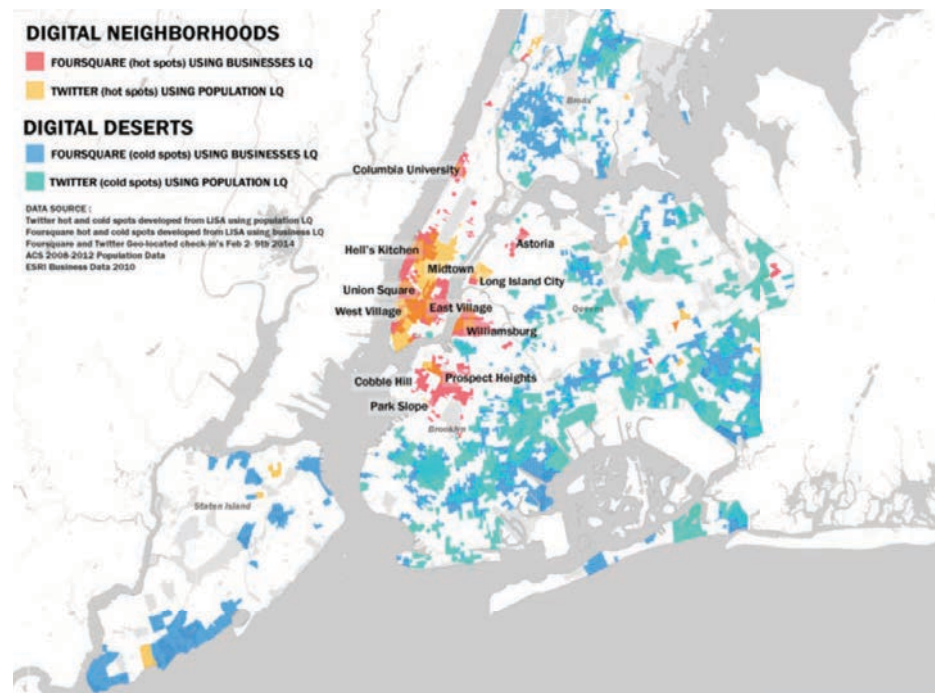 DIGITAL NEIGHBORHOODS
FOURSQUARE (hot spots) USING BUSINESSES LQ
TWITTER (hot spots) USING POPULATION LQ
DIGITAL DESERTS
FOURSQUARE (cold spots) USING BUSINESSES LQ
TWITTER (cold spots) USING POPULATION LQ
DATA SOURCE :
Twitter hot and cold spots developed from LISA using population LQ
Foursquare hot and cold spots developed from LISA using business LQ
Foursquare and Twitter Geo-located check-in's Feb 2- 9th 2014
ACS 2008-2012 Population Data
ESRI Business Data 2010
Bronx
Columbia University
Hell's Kitchen
Astoria
Midtown
Long Island City
Union Square
West Village
East Village
Queens
Williamsburg
Cobble Hill
Prospect Heights
Park Slope
Brooklyn
Staten Island